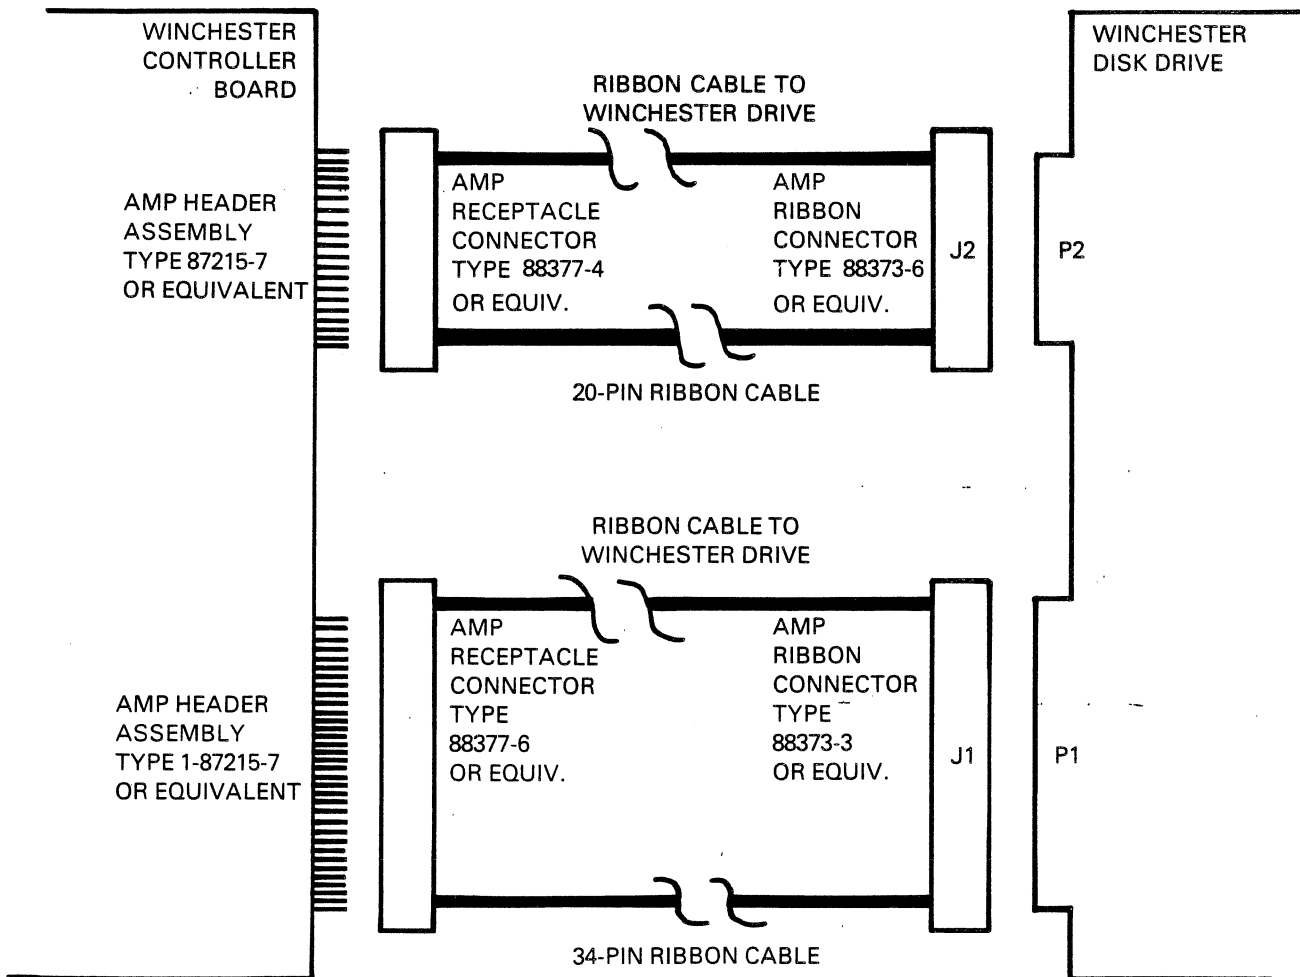 WINCHESTER
CONTROLLER
BOARD
WINCHESTER
DISK DRIVE
RIBBON CABLE TO
WINCHESTER DRIVE
AMP HEADER
ASSEMBLY
TYPE 87215-7
OR EQUIVALENT
AMP
RECEPTACLE
CONNECTOR
TYPE 88377-4
OR EQUIV.
AMP
RIBBON
CONNECTOR
TYPE 88373-6
OR EQUIV.
J2
P2
20-PIN RIBBON CABLE
RIBBON CABLE TO
WINCHESTER DRIVE
AMP HEADER
ASSEMBLY
TYPE 1-87215-7
OR EQUIVALENT
AMP
RECEPTACLE
CONNECTOR
TYPE
88377-6
OR EQUIV.
AMP
RIBBON
CONNECTOR
TYPE
88373-3
OR EQUIV.
J1
P1
34-PIN RIBBON CABLE